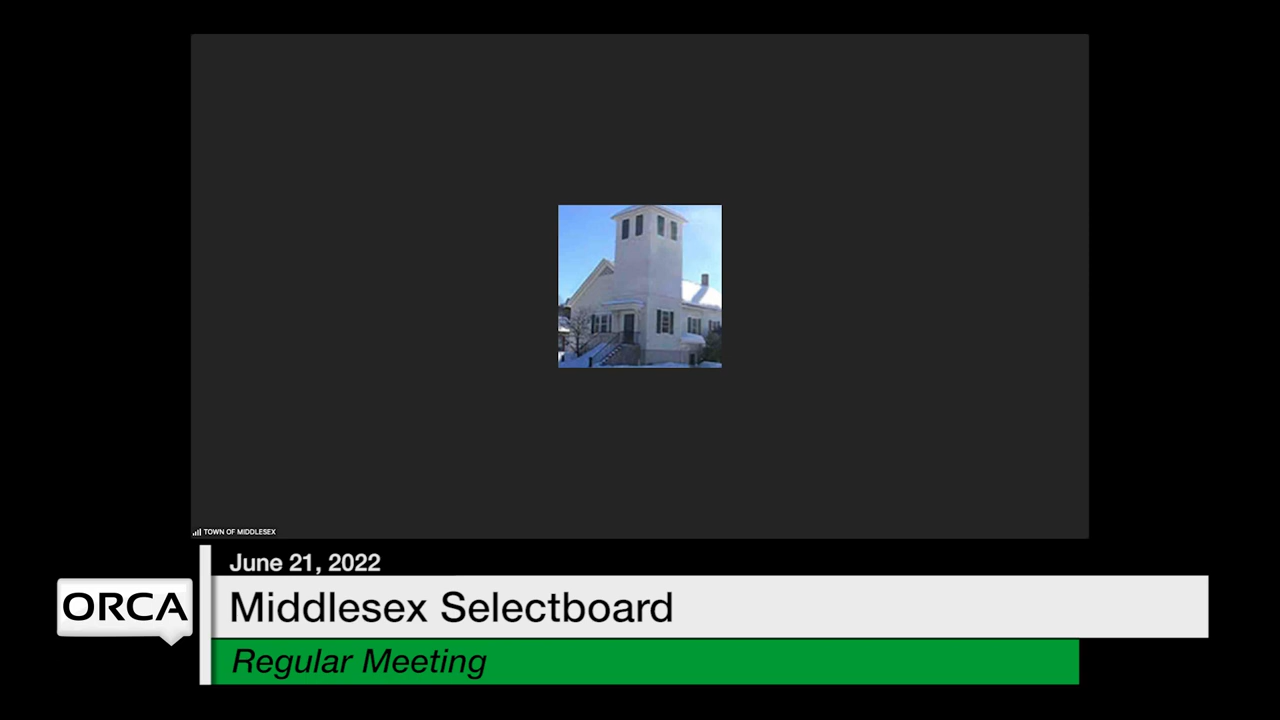 TOWN OF MIDDLESEX
June 21, 2022
ORCA
Middlesex Selectboard
Regular Meeting